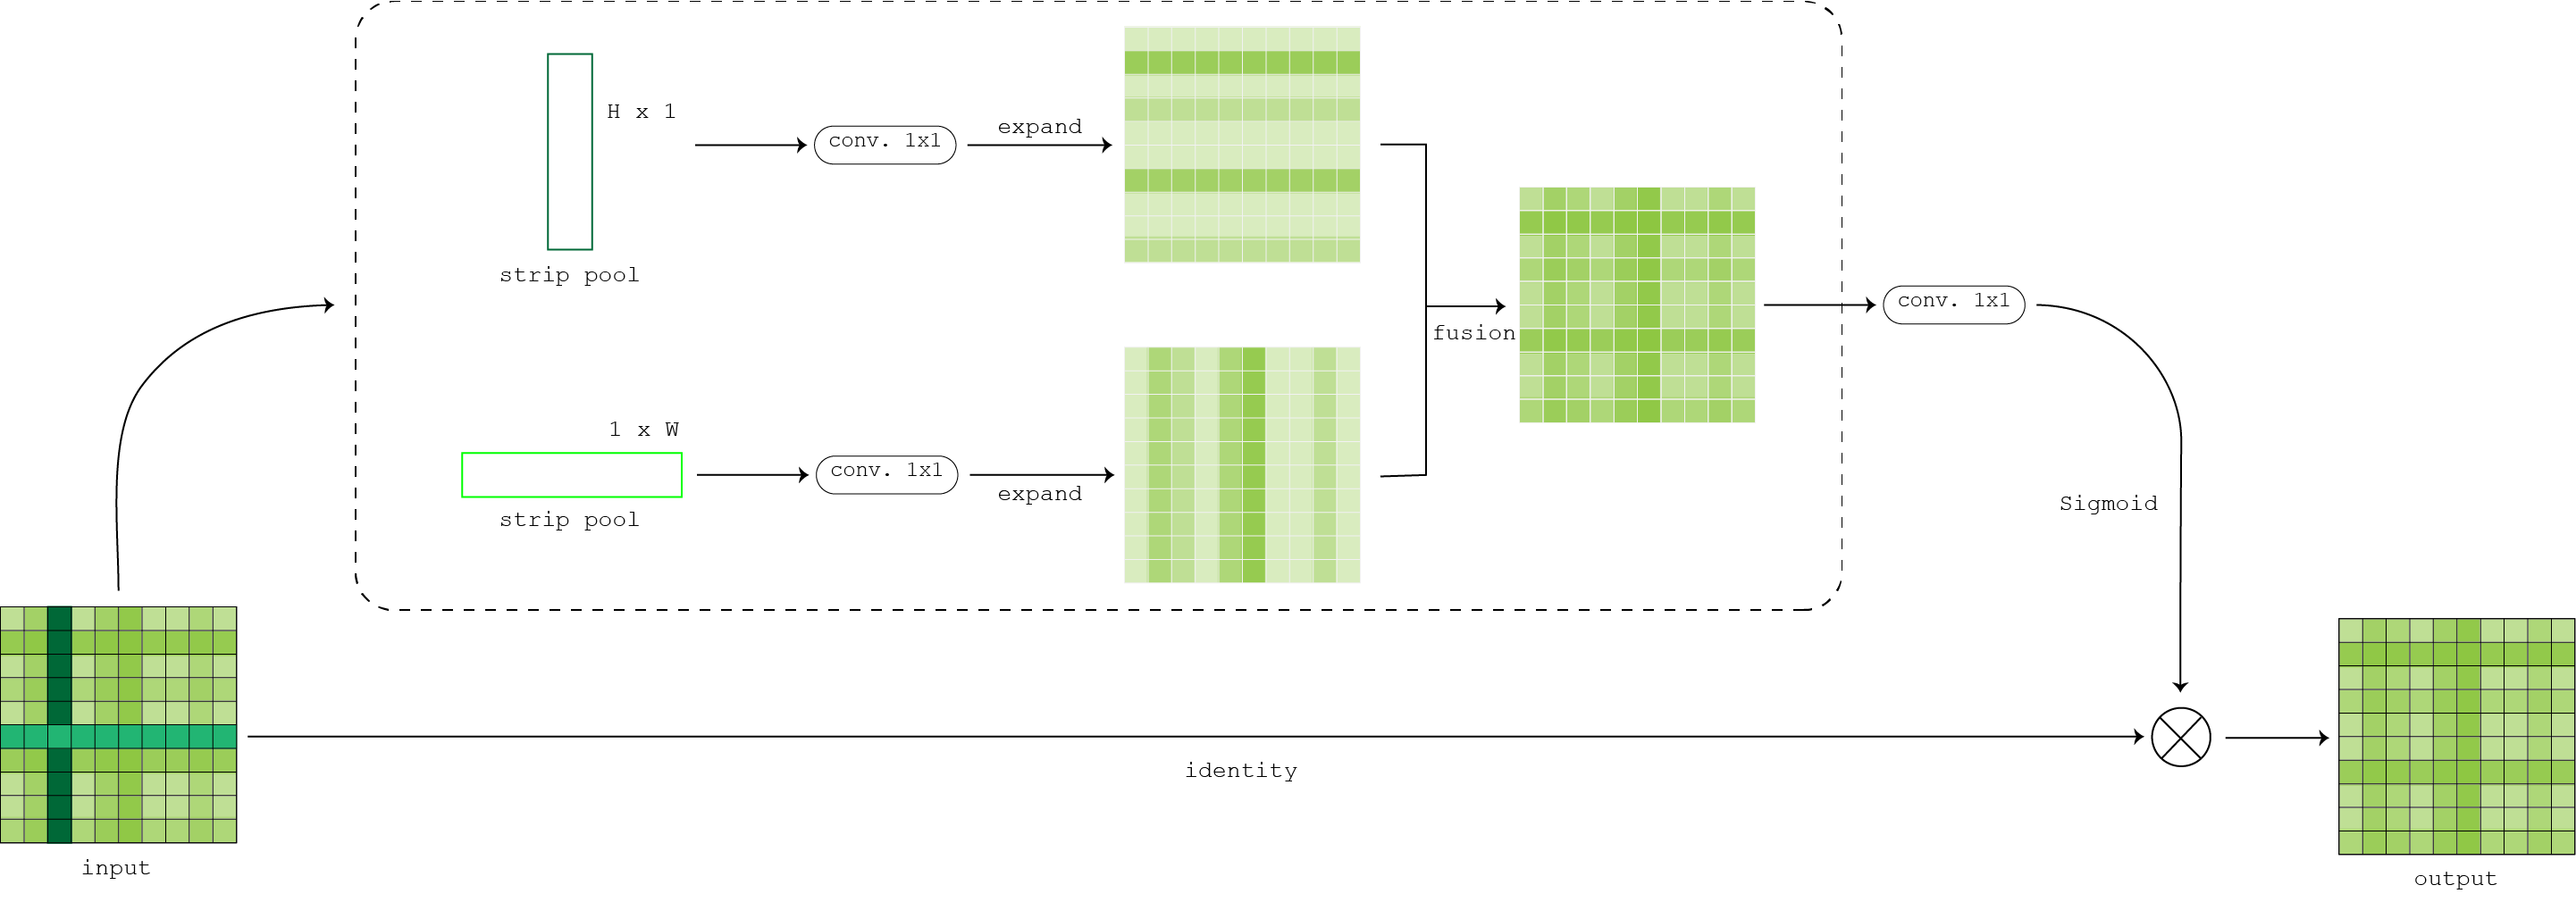 H x 1
conv. 1x1
expand
strip pool
1 x W
conv. 1x1
expand
strip pool
fusion
conv. 1x1
Sigmoid
identity
input
output